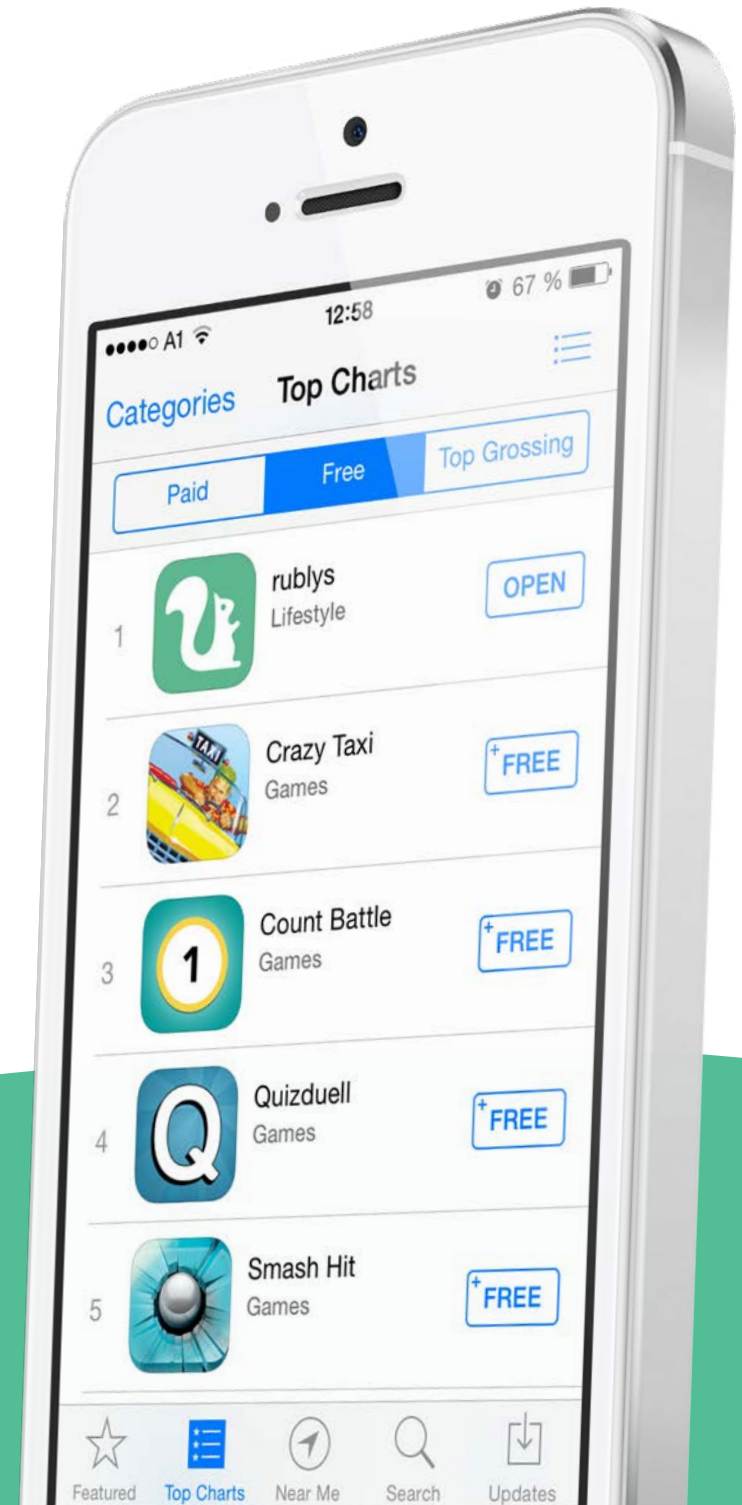 A1 12:58 67 %
Categories Top Charts
Paid Free Top Grossing
1 rublys OPEN
Lifestyle
TAXI
2 Crazy Taxi +FREE
Games
1
3 Count Battle +FREE
Games
Q
4 Quizduell +FREE
Games
5 Smash Hit +FREE
Games
Featured Top Charts Near Me Search Updates